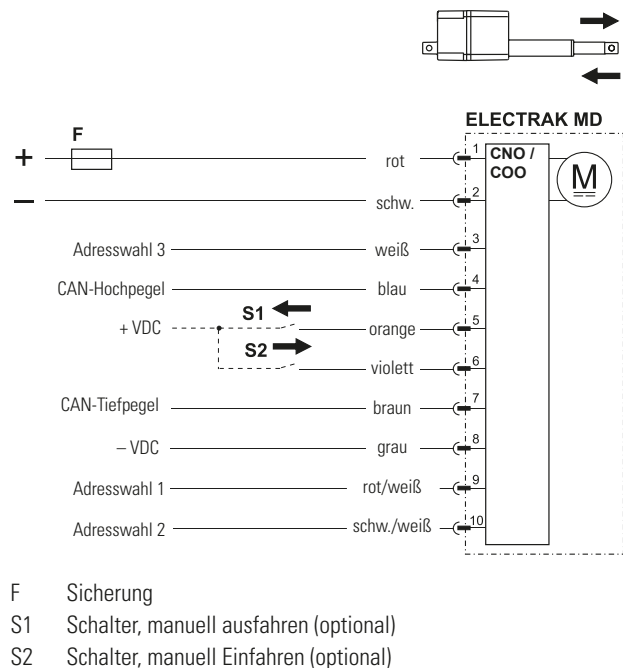 ELECTRAK MD
F
+ rot 1 CNO /
COO
M
– schw. 2
Adresswahl 3 weiß 3
CAN-Hochpegel blau 4
S1
+ VDC orange 5
S2
violett 6
CAN-Tiefpegel braun 7
– VDC grau 8
Adresswahl 1 rot/weiß 9
Adresswahl 2 schw./weiß 10
F Sicherung
S1 Schalter, manuell ausfahren (optional)
S2 Schalter, manuell Einfahren (optional)